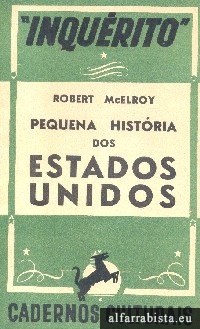 "INQUÉRITO"
ROBERT McELROY
PEQUENA HISTÓRIA
DOS
ESTADOS
UNIDOS
CADERNOS
alfarrabista.eu